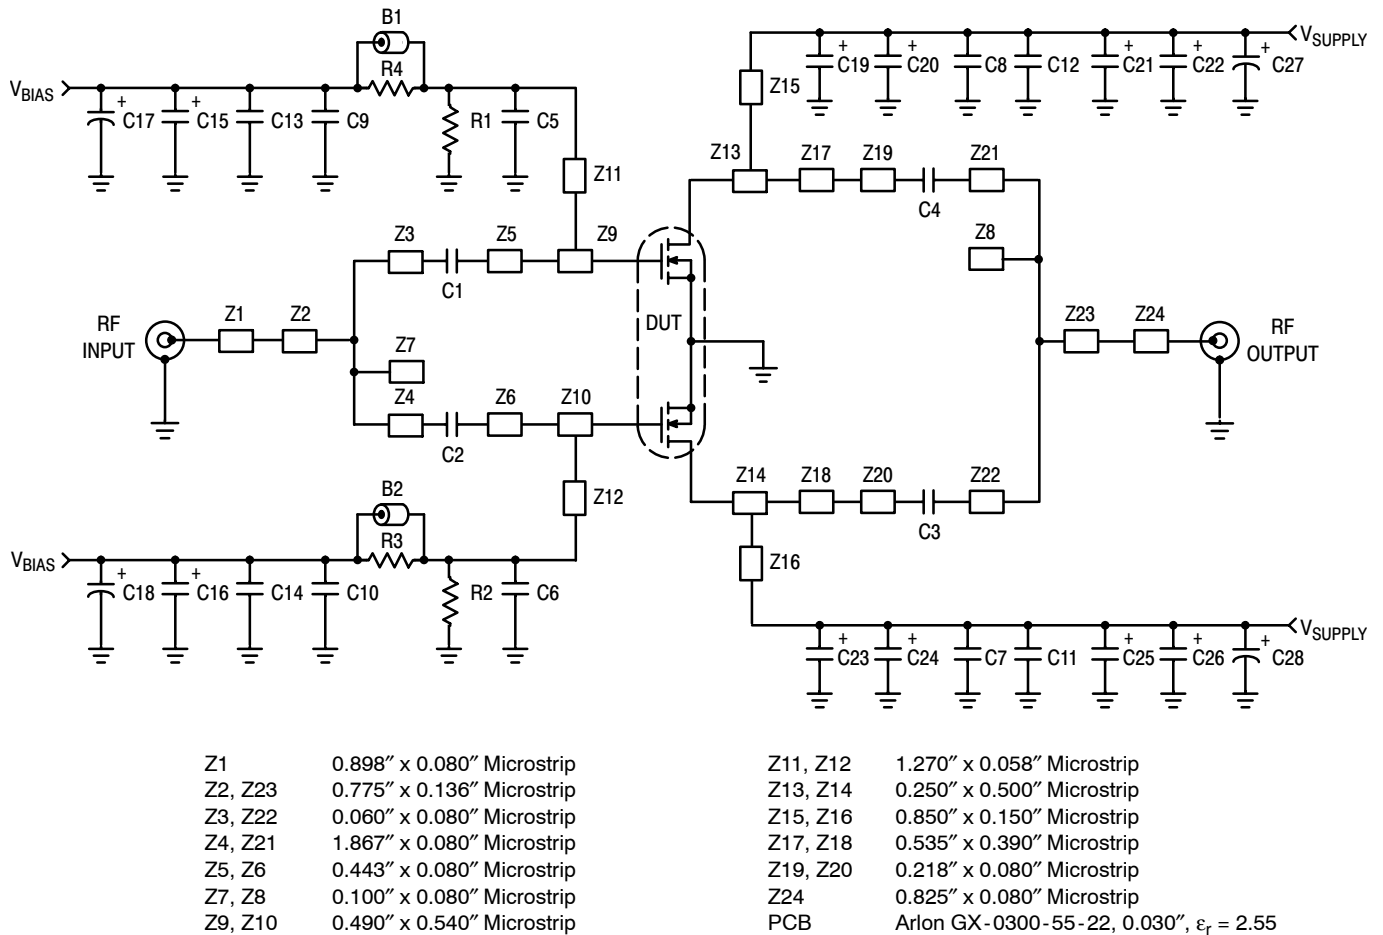 B1
R4
V_BIAS
+ C17
+ C15
C13
C9
R1
C5
Z11
Z3
C1
Z5
Z9
RF INPUT
Z1
Z2
Z7
Z4
C2
Z6
Z10
DUT
B2
R3
Z12
V_BIAS
+ C18
+ C16
C14
C10
R2
C6
V_SUPPLY
+ C19
+ C20
C8
C12
+ C21
+ C22
+ C27
Z15
Z13
Z17
Z19
C4
Z21
Z8
Z23
Z24
RF OUTPUT
Z14
Z18
Z20
C3
Z22
Z16
V_SUPPLY
+ C23
+ C24
C7
C11
+ C25
+ C26
+ C28
Z1 0.898″ x 0.080″ Microstrip
Z2, Z23 0.775″ x 0.136″ Microstrip
Z3, Z22 0.060″ x 0.080″ Microstrip
Z4, Z21 1.867″ x 0.080″ Microstrip
Z5, Z6 0.443″ x 0.080″ Microstrip
Z7, Z8 0.100″ x 0.080″ Microstrip
Z9, Z10 0.490″ x 0.540″ Microstrip
Z11, Z12 1.270″ x 0.058″ Microstrip
Z13, Z14 0.250″ x 0.500″ Microstrip
Z15, Z16 0.850″ x 0.150″ Microstrip
Z17, Z18 0.535″ x 0.390″ Microstrip
Z19, Z20 0.218″ x 0.080″ Microstrip
Z24 0.825″ x 0.080″ Microstrip
PCB Arlon GX-0300-55-22, 0.030″, ε_r = 2.55